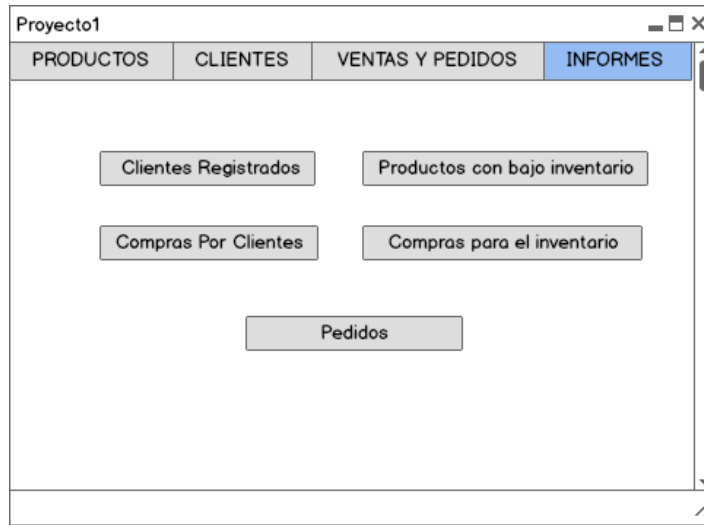 Proyecto1
PRODUCTOS CLIENTES VENTAS Y PEDIDOS INFORMES
Clientes Registrados Productos con bajo inventario
Compras Por Clientes Compras para el inventario
Pedidos